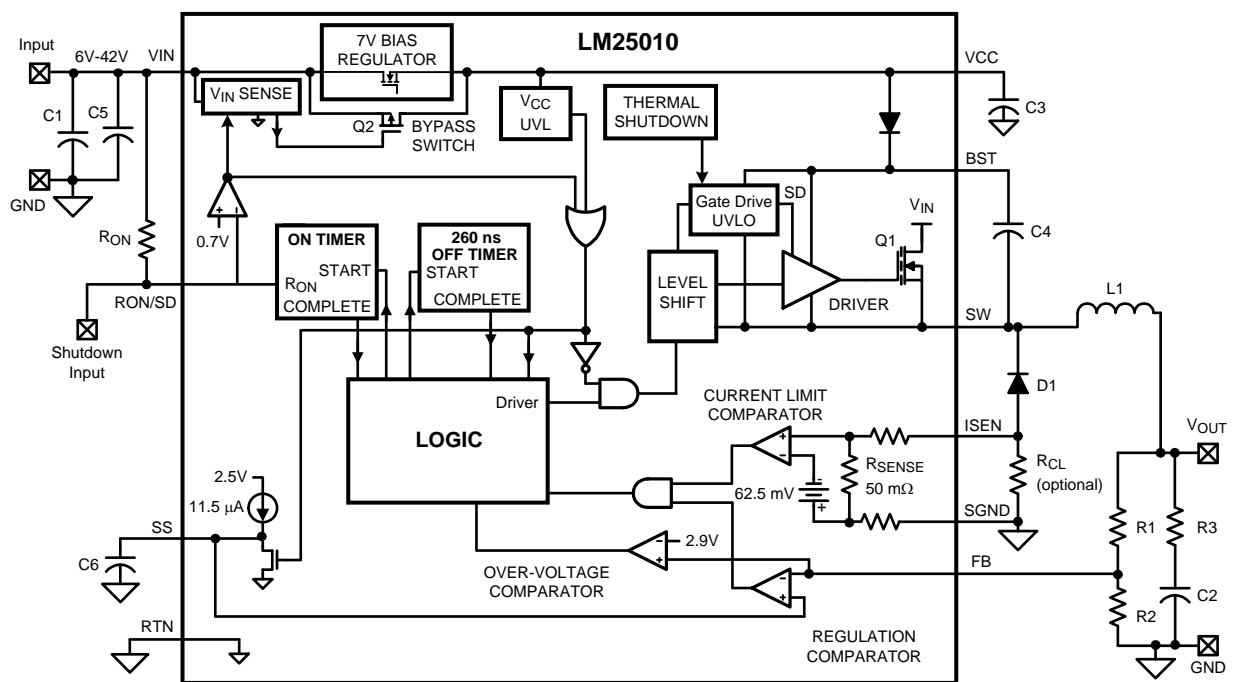 LM25010
Input
6V-42V
VIN
7V BIAS
REGULATOR
VCC
VIN SENSE
C1
C5
Q2
BYPASS
SWITCH
VCC
UVL
THERMAL
SHUTDOWN
C3
BST
GND
+
-
0.7V
RON
RON/SD
Shutdown
Input
ON TIMER
START
RON
COMPLETE
260 ns
OFF TIMER
START
COMPLETE
Gate Drive
UVLO
SD
VIN
Q1
C4
LEVEL
SHIFT
DRIVER
SW
L1
Driver
LOGIC
CURRENT LIMIT
COMPARATOR
D1
ISEN
VOUT
+
-
62.5 mV
-
+
RSENSE
50 mΩ
RCL
(optional)
SGND
R1
R3
2.5V
11.5 µA
SS
C6
2.9V
-
+
OVER-VOLTAGE
COMPARATOR
FB
-
+
R2
C2
RTN
REGULATION
COMPARATOR
GND